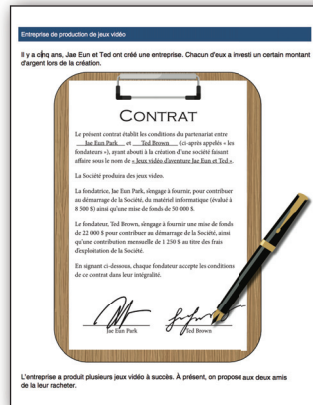 Entreprise de production de jeux vidéo
Il y a cinq ans, Jae Eun et Ted ont créé une entreprise. Chacun d'eux a investi un certain montant
d'argent lors de la création.
CONTRAT
Le présent contrat établit les conditions du partenariat entre
Jae Eun Park et Ted Brown (ci-après appelés « les
fondateurs »), ayant abouti à la création d'une société faisant
affaire sous le nom de « Jeux vidéo d'aventure Jae Eun et Ted ».
La Société produira des jeux vidéo.
La fondatrice, Jae Eun Park, s'engage à fournir, pour contribuer
au démarrage de la Société, du matériel informatique (évalué à
8 500 $) ainsi qu'une mise de fonds de 50 000 $.
Le fondateur, Ted Brown, s'engage à fournir une mise de fonds
de 22 000 $ pour contribuer au démarrage de la Société, ainsi
qu'une contribution mensuelle de 1 250 $ au titre des frais
d'exploitation de la Société.
En signant ci-dessous, chaque fondateur accepte les conditions
de ce contrat dans leur intégralité.
Jae Eun Park Ted Brown
L'entreprise a produit plusieurs jeux vidéo à succès. À présent, on propose aux deux amis
de la leur racheter.